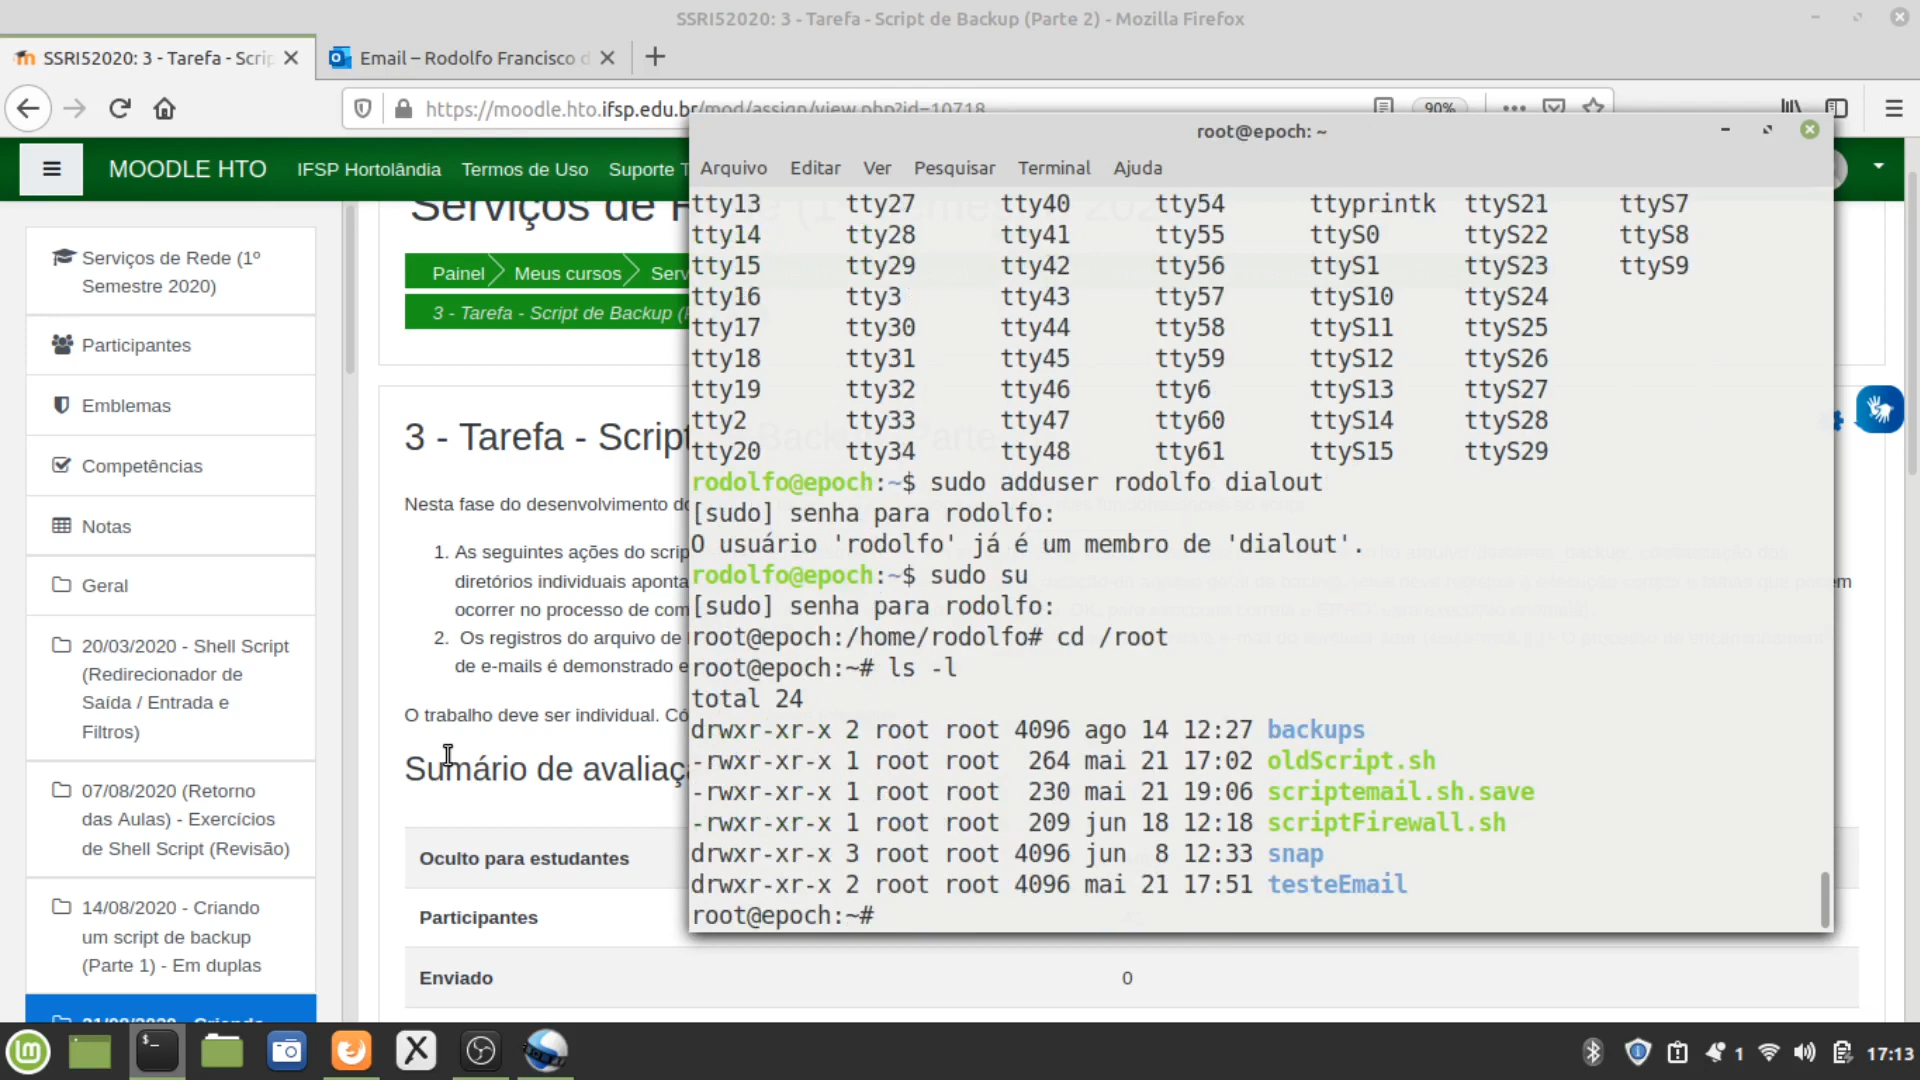 SSRI52020: 3 - Tarefa - Script de Backup (Parte 2) - Mozilla Firefox
SSRI52020: 3 - Tarefa - Scrip
Email – Rodolfo Francisco d
https://moodle.hto.ifsp.edu.br/mod/assign/view.php?id=10718
90%
MOODLE HTO
IFSP Hortolândia
Termos de Uso
Suporte T
Serviços de
Painel
Meus cursos
Serv
3 - Tarefa - Script de Backup (P
3 - Tarefa - Script
Nesta fase do desenvolvimento do
1. As seguintes ações do scrip
diretórios individuais aponta
ocorrer no processo de com
2. Os registros do arquivo de
de e-mails é demonstrado e
O trabalho deve ser individual. Có
Sumário de avaliaç
Oculto para estudantes
Participantes
Enviado
0
Serviços de Rede (1º
Semestre 2020)
Participantes
Emblemas
Competências
Notas
Geral
20/03/2020 - Shell Script
(Redirecionador de
Saída / Entrada e
Filtros)
07/08/2020 (Retorno
das Aulas) - Exercícios
de Shell Script (Revisão)
14/08/2020 - Criando
um script de backup
(Parte 1) - Em duplas
21/08/2020 - Criando
root@epoch: ~
Arquivo Editar Ver Pesquisar Terminal Ajuda
tty13 tty27 tty40 tty54 ttyprintk ttyS21 ttyS7
tty14 tty28 tty41 tty55 ttyS0 ttyS22 ttyS8
tty15 tty29 tty42 tty56 ttyS1 ttyS23 ttyS9
tty16 tty3 tty43 tty57 ttyS10 ttyS24
tty17 tty30 tty44 tty58 ttyS11 ttyS25
tty18 tty31 tty45 tty59 ttyS12 ttyS26
tty19 tty32 tty46 tty6 ttyS13 ttyS27
tty2 tty33 tty47 tty60 ttyS14 ttyS28
tty20 tty34 tty48 tty61 ttyS15 ttyS29
rodolfo@epoch:~$ sudo adduser rodolfo dialout
[sudo] senha para rodolfo:
O usuário 'rodolfo' já é um membro de 'dialout'.
rodolfo@epoch:~$ sudo su
[sudo] senha para rodolfo:
root@epoch:/home/rodolfo# cd /root
root@epoch:~# ls -l
total 24
drwxr-xr-x 2 root root 4096 ago 14 12:27 backups
-rwxr-xr-x 1 root root 264 mai 21 17:02 oldScript.sh
-rwxr-xr-x 1 root root 230 mai 21 19:06 scriptemail.sh.save
-rwxr-xr-x 1 root root 209 jun 18 12:18 scriptFirewall.sh
drwxr-xr-x 3 root root 4096 jun 8 12:33 snap
drwxr-xr-x 2 root root 4096 mai 21 17:51 testeEmail
root@epoch:~#
1
17:13